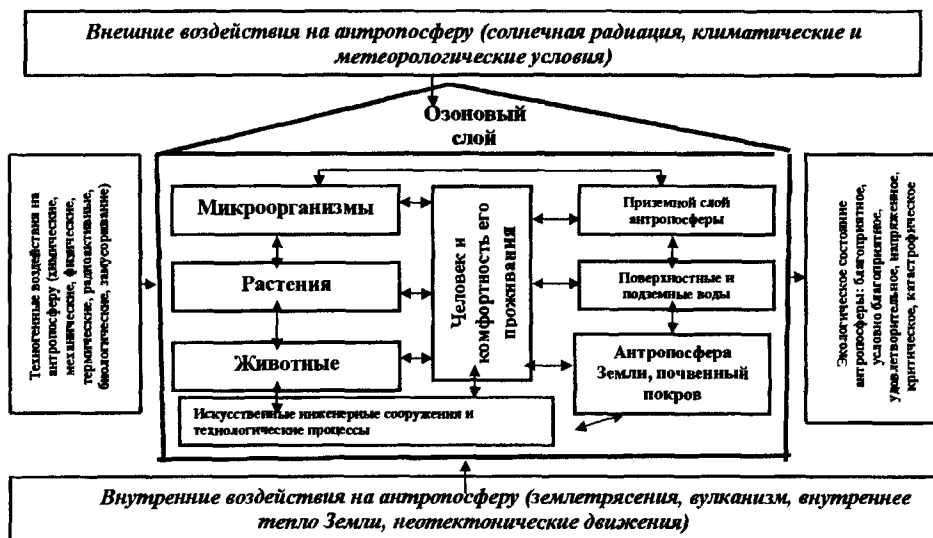 Внешние воздействия на антропосферу (солнечная радиация, климатические и
метеорологические условия)
Озоновый
слой
Техногенные воздействия на
антропосферу (химические,
механические, физические,
термические, радиоактивные,
биологические, замусоривание)
Микроорганизмы
Растения
Животные
Искусственные инженерные сооружения и
технологические процессы
Человек и
комфортность его
проживания
Приземной слой
антропосферы
Поверхностные и
подземные воды
Антропосфера
Земли, почвенный
покров
Экологическое состояние
антропосферы: благоприятное,
условно благоприятное,
удовлетворительное, напряженное,
критическое, катастрофическое
Внутренние воздействия на антропосферу (землетрясения, вулканизм, внутреннее
тепло Земли, неотектонические движения)